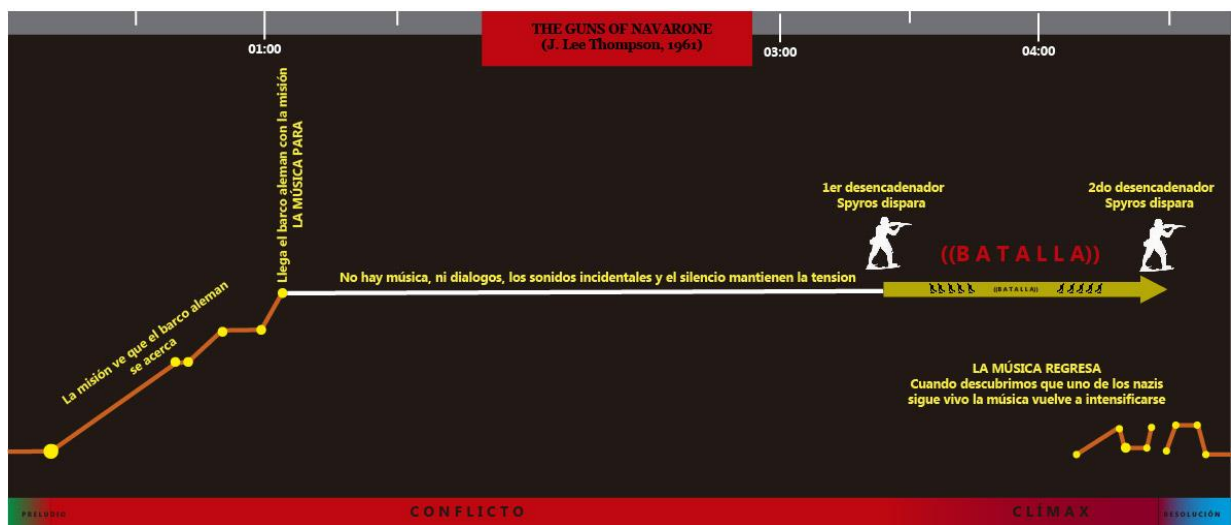 THE GUNS OF NAVARONE
(J. Lee Thompson, 1961)
01:00
03:00
04:00
La misión ve que el barco aleman
se acerca
Llega el barco aleman con la misión
LA MÚSICA PARA
No hay música, ni dialogos, los sonidos incidentales y el silencio mantienen la tension
1er desencadenador
Spyros dispara
((B A T A L L A))
((BATALLA))
2do desencadenador
Spyros dispara
LA MÚSICA REGRESA
Cuando descubrimos que uno de los nazis
sigue vivo la música vuelve a intensificarse
PRELUDIO
CONFLICTO
CLÍMAX
RESOLUCIÓN